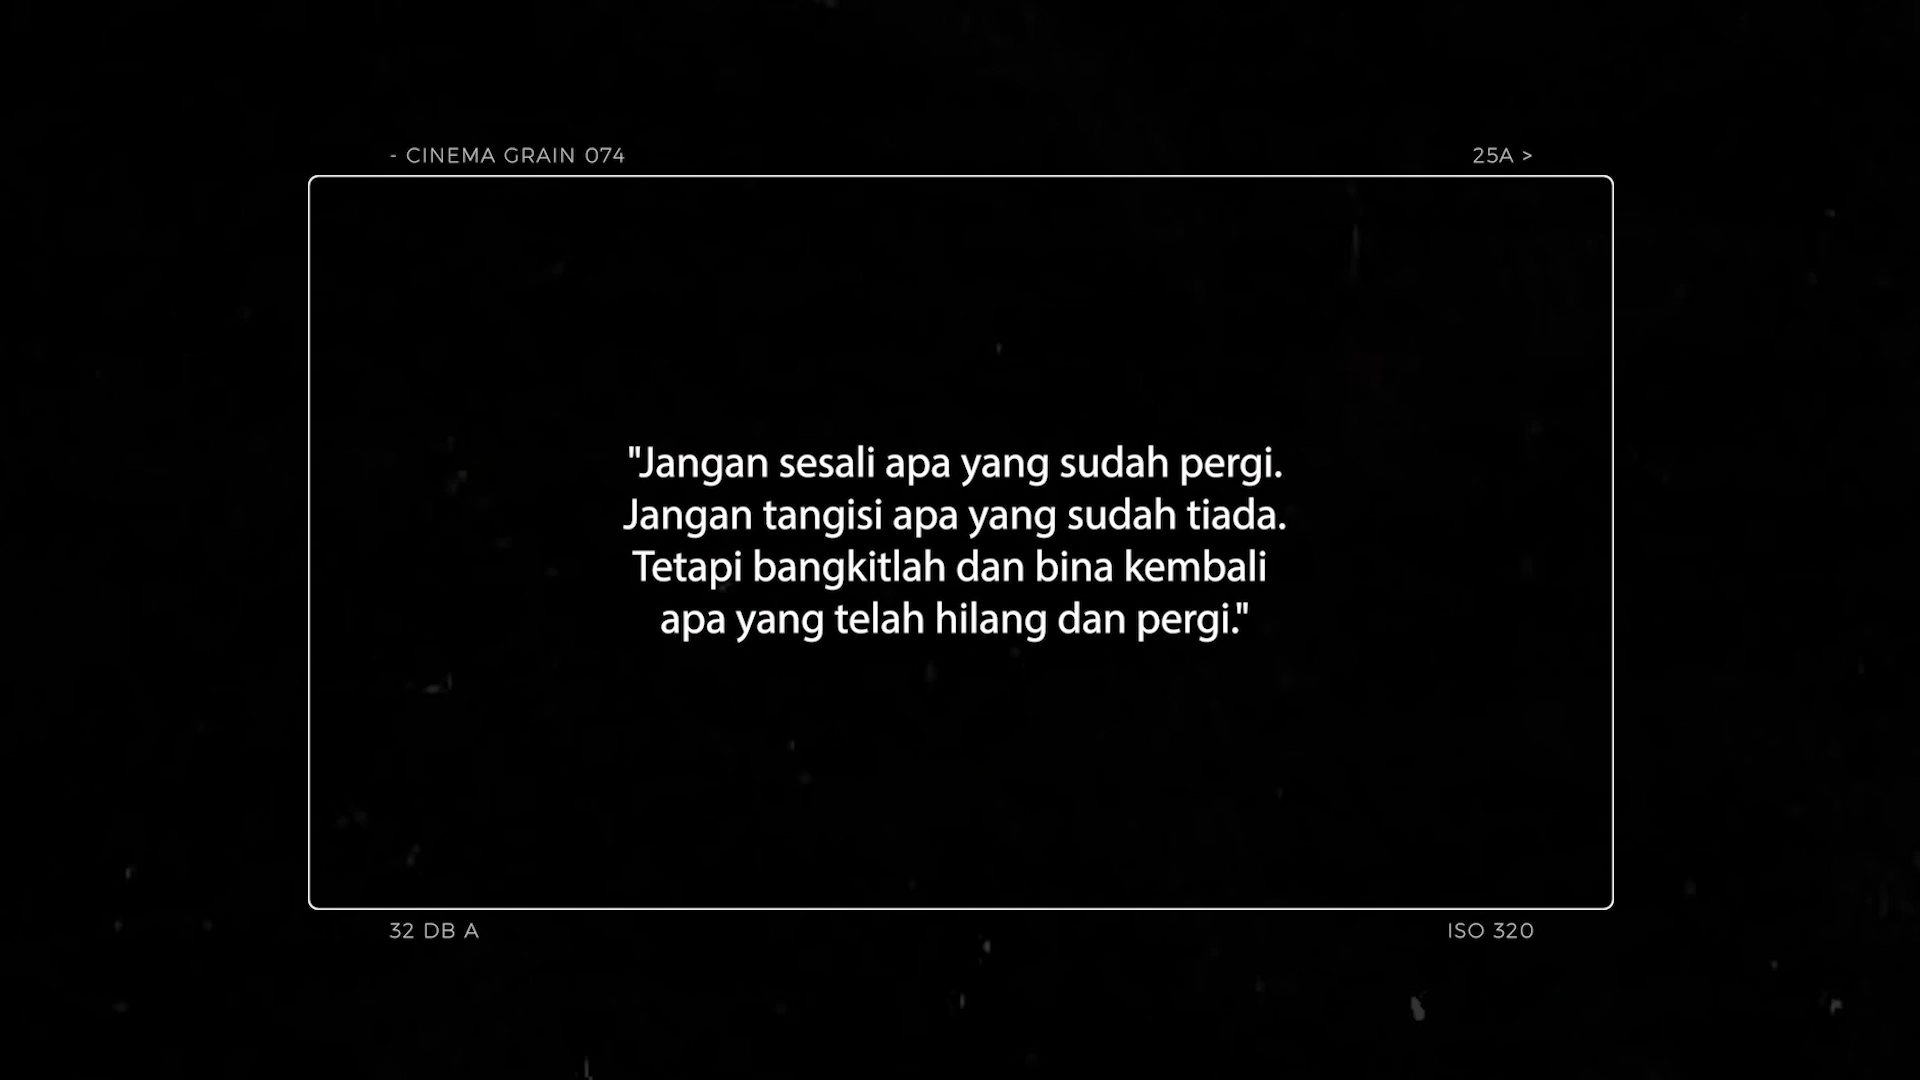 - CINEMA GRAIN 074
25A >
"Jangan sesali apa yang sudah pergi.
Jangan tangisi apa yang sudah tiada.
Tetapi bangkitlah dan bina kembali
apa yang telah hilang dan pergi."
32 DB A
ISO 320